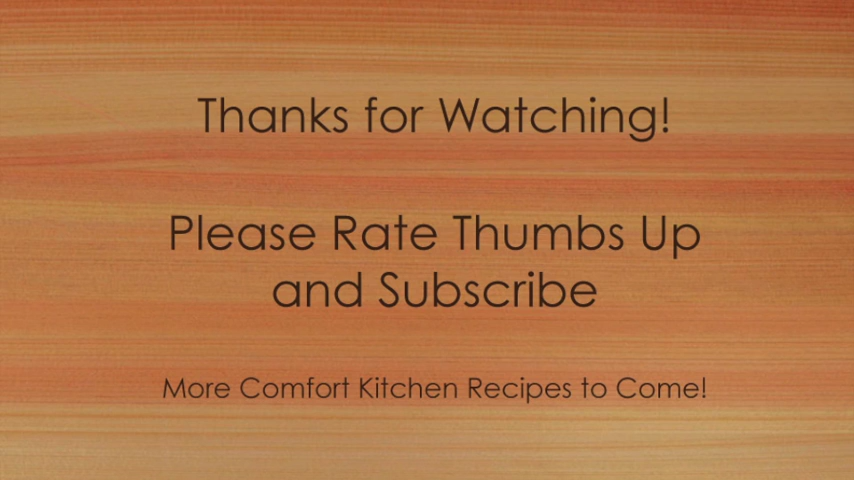 Thanks for Watching!
Please Rate Thumbs Up
and Subscribe
More Comfort Kitchen Recipes to Come!